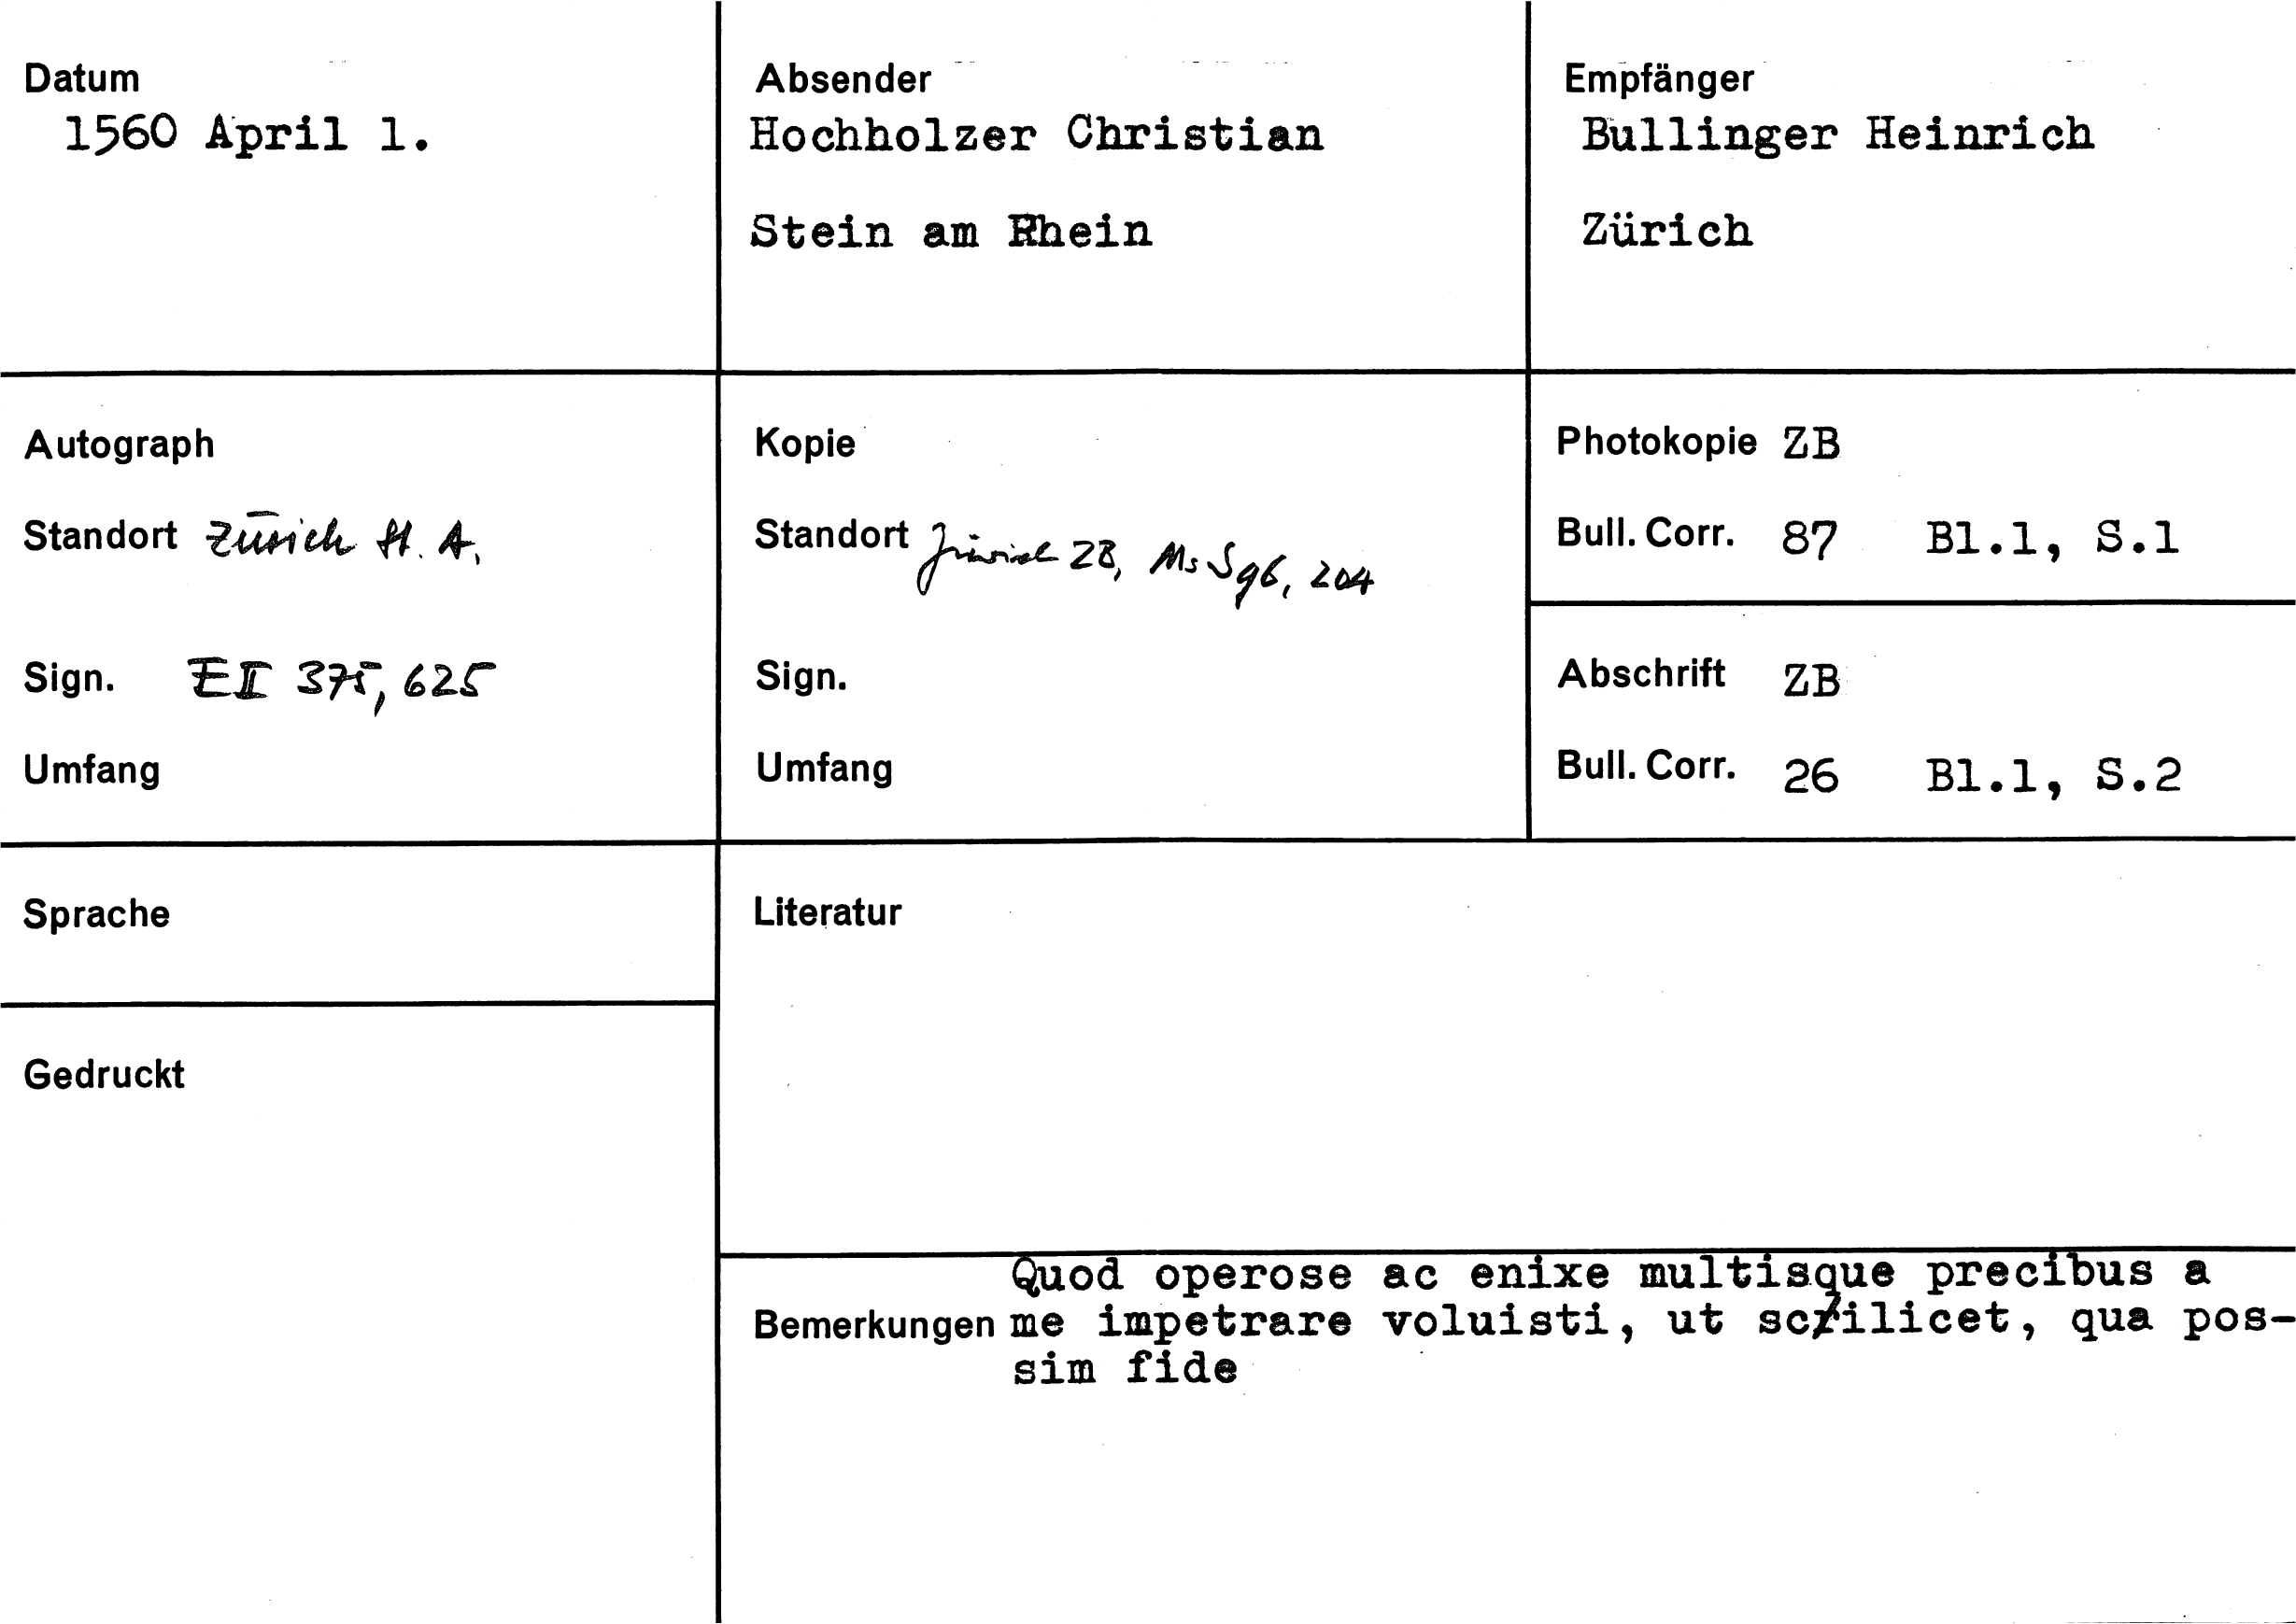 Datum
1560 April 1.
Absender
Hochholzer Christian
Stein am Rhein
Empfänger
Bullinger Heinrich
Zürich
Autograph
Standort Zürich St. A.
Sign. E II 375, 625
Umfang
Kopie
Standort Zürich ZB, Ms S 96, 204
Sign.
Umfang
Photokopie ZB
Bull. Corr. 87 Bl.1, S.1
Abschrift ZB
Bull. Corr. 26 Bl.1, S.2
Sprache
Gedruckt
Literatur
Quod operose ac enixe multisque precibus a
Bemerkungen me impetrare voluisti, ut scilicet, qua pos-
sim fide